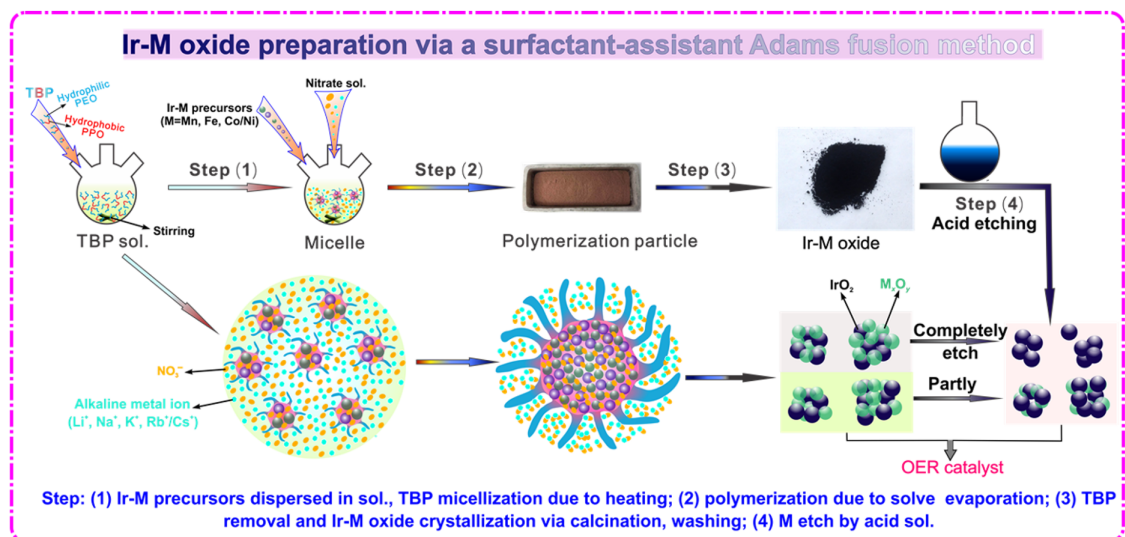 Ir-M oxide preparation via a surfactant-assistant Adams fusion method
TBP
Hydrophilic
PEO
Hydrophobic
PPO
Ir-M precursors
(M=Mn, Fe, Co/Ni)
Nitrate sol.
Step (1)
Step (2)
Step (3)
Step (4)
Acid etching
Stirring
TBP sol.
Micelle
Polymerization particle
Ir-M oxide
NO₃⁻
Alkaline metal ion
(Li⁺, Na⁺, K⁺, Rb⁺/Cs⁺)
IrO₂
MₓOᵧ
Completely
etch
Partly
OER catalyst
Step: (1) Ir-M precursors dispersed in sol., TBP micellization due to heating; (2) polymerization due to solve evaporation; (3) TBP
removal and Ir-M oxide crystallization via calcination, washing; (4) M etch by acid sol.